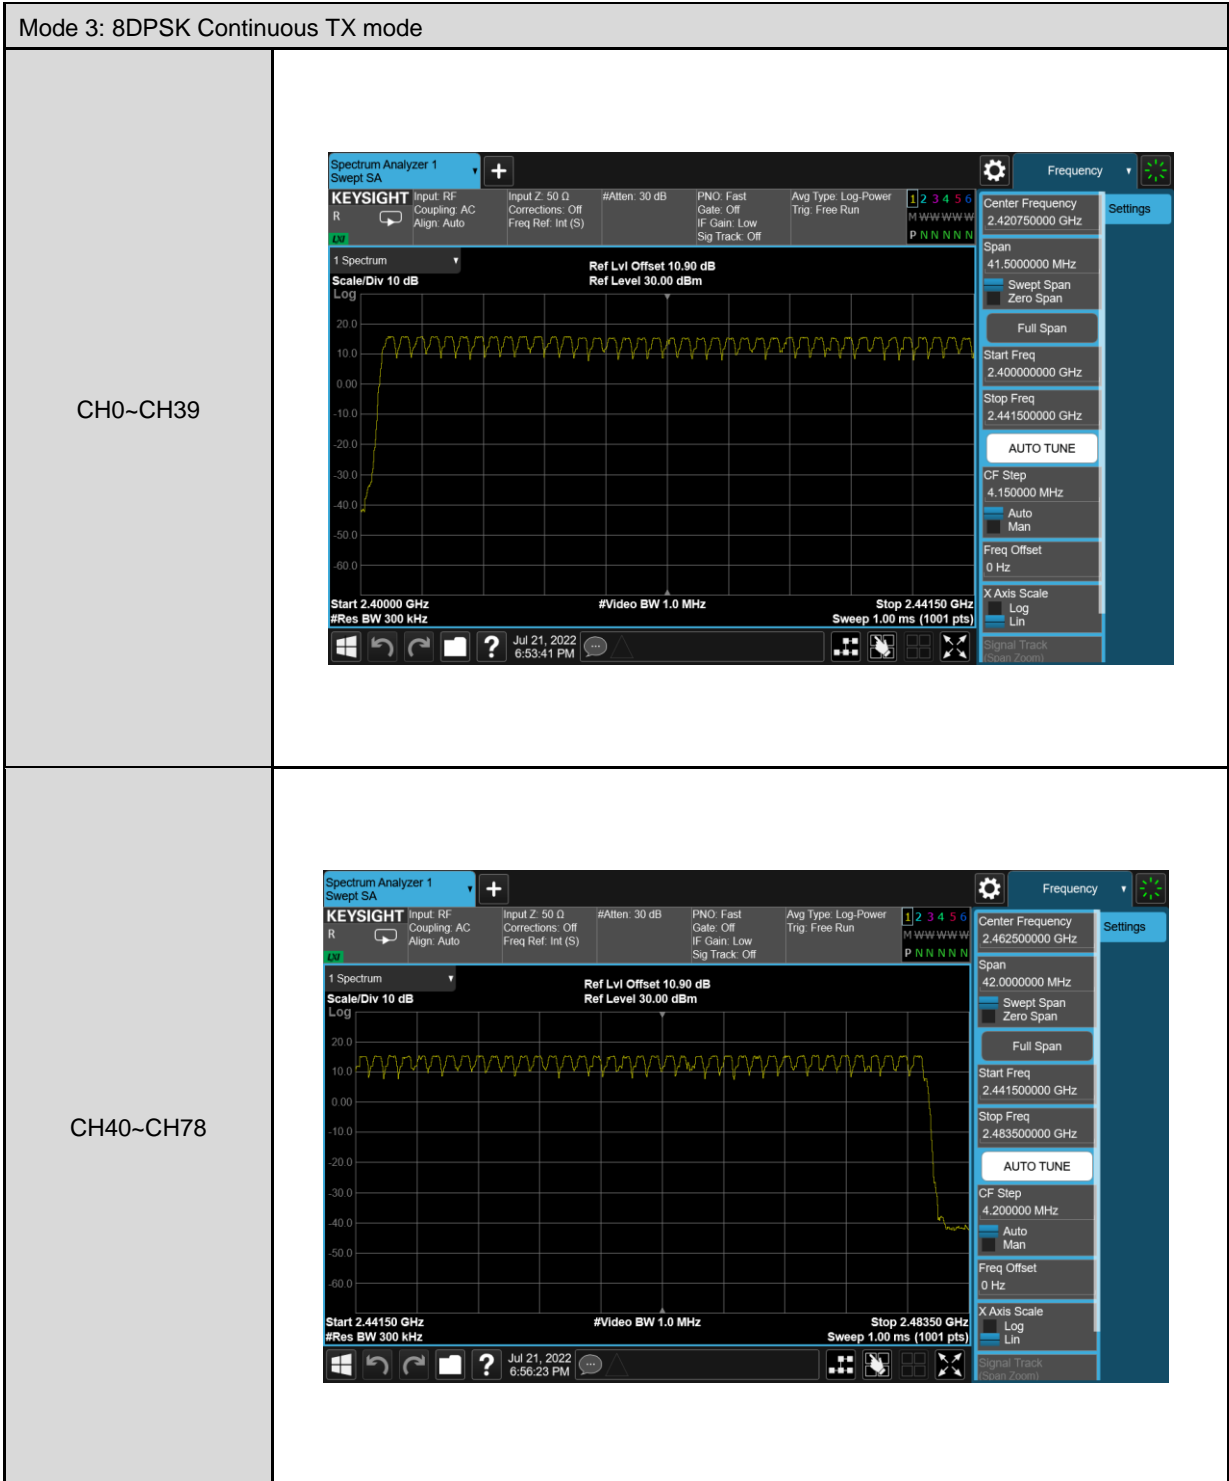 Mode 3: 8DPSK Continuous TX mode
CH0~CH39
Spectrum Analyzer 1
Swept SA
Frequency
KEYSIGHT
R
LXI
Input: RF
Coupling: AC
Align: Auto
Input Z: 50 Ω
Corrections: Off
Freq Ref: Int (S)
#Atten: 30 dB
PNO: Fast
Gate: Off
IF Gain: Low
Sig Track: Off
Avg Type: Log-Power
Trig: Free Run
1 2 3 4 5 6
M W W W W W
P N N N N N
Center Frequency
2.420750000 GHz
Settings
Span
41.5000000 MHz
Swept Span
Zero Span
Full Span
Start Freq
2.400000000 GHz
Stop Freq
2.441500000 GHz
AUTO TUNE
CF Step
4.150000 MHz
Auto
Man
Freq Offset
0 Hz
X Axis Scale
Log
Lin
Signal Track
(Span Zoom)
1 Spectrum
Scale/Div 10 dB
Ref Lvl Offset 10.90 dB
Ref Level 30.00 dBm
Log
20.0
10.0
0.00
-10.0
-20.0
-30.0
-40.0
-50.0
-60.0
Start 2.40000 GHz
#Video BW 1.0 MHz
Stop 2.44150 GHz
#Res BW 300 kHz
Sweep 1.00 ms (1001 pts)
?
Jul 21, 2022
6:53:41 PM
CH40~CH78
Spectrum Analyzer 1
Swept SA
Frequency
KEYSIGHT
R
LXI
Input: RF
Coupling: AC
Align: Auto
Input Z: 50 Ω
Corrections: Off
Freq Ref: Int (S)
#Atten: 30 dB
PNO: Fast
Gate: Off
IF Gain: Low
Sig Track: Off
Avg Type: Log-Power
Trig: Free Run
1 2 3 4 5 6
M W W W W W
P N N N N N
Center Frequency
2.462500000 GHz
Settings
Span
42.0000000 MHz
Swept Span
Zero Span
Full Span
Start Freq
2.441500000 GHz
Stop Freq
2.483500000 GHz
AUTO TUNE
CF Step
4.200000 MHz
Auto
Man
Freq Offset
0 Hz
X Axis Scale
Log
Lin
Signal Track
(Span Zoom)
1 Spectrum
Scale/Div 10 dB
Ref Lvl Offset 10.90 dB
Ref Level 30.00 dBm
Log
20.0
10.0
0.00
-10.0
-20.0
-30.0
-40.0
-50.0
-60.0
Start 2.44150 GHz
#Video BW 1.0 MHz
Stop 2.48350 GHz
#Res BW 300 kHz
Sweep 1.00 ms (1001 pts)
?
Jul 21, 2022
6:56:23 PM